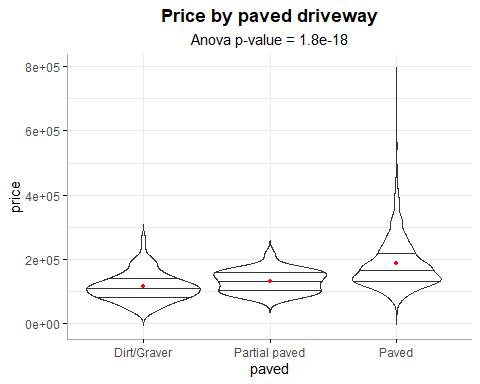 Price by paved driveway
Anova p-value = 1.8e-18
8e+05
6e+05
4e+05
2e+05
0e+00
price
Dirt/Graver
Partial paved
Paved
paved